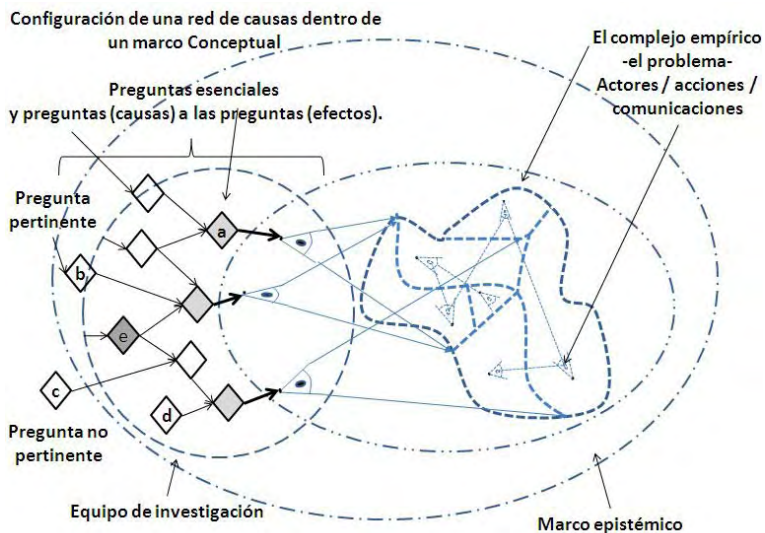 Configuración de una red de causas dentro de
un marco Conceptual
El complejo empírico
-el problema-
Actores / acciones /
comunicaciones
Preguntas esenciales
y preguntas (causas) a las preguntas (efectos).
Pregunta
pertinente
a
b
e
c
d
Pregunta no
pertinente
Equipo de investigación
Marco epistémico